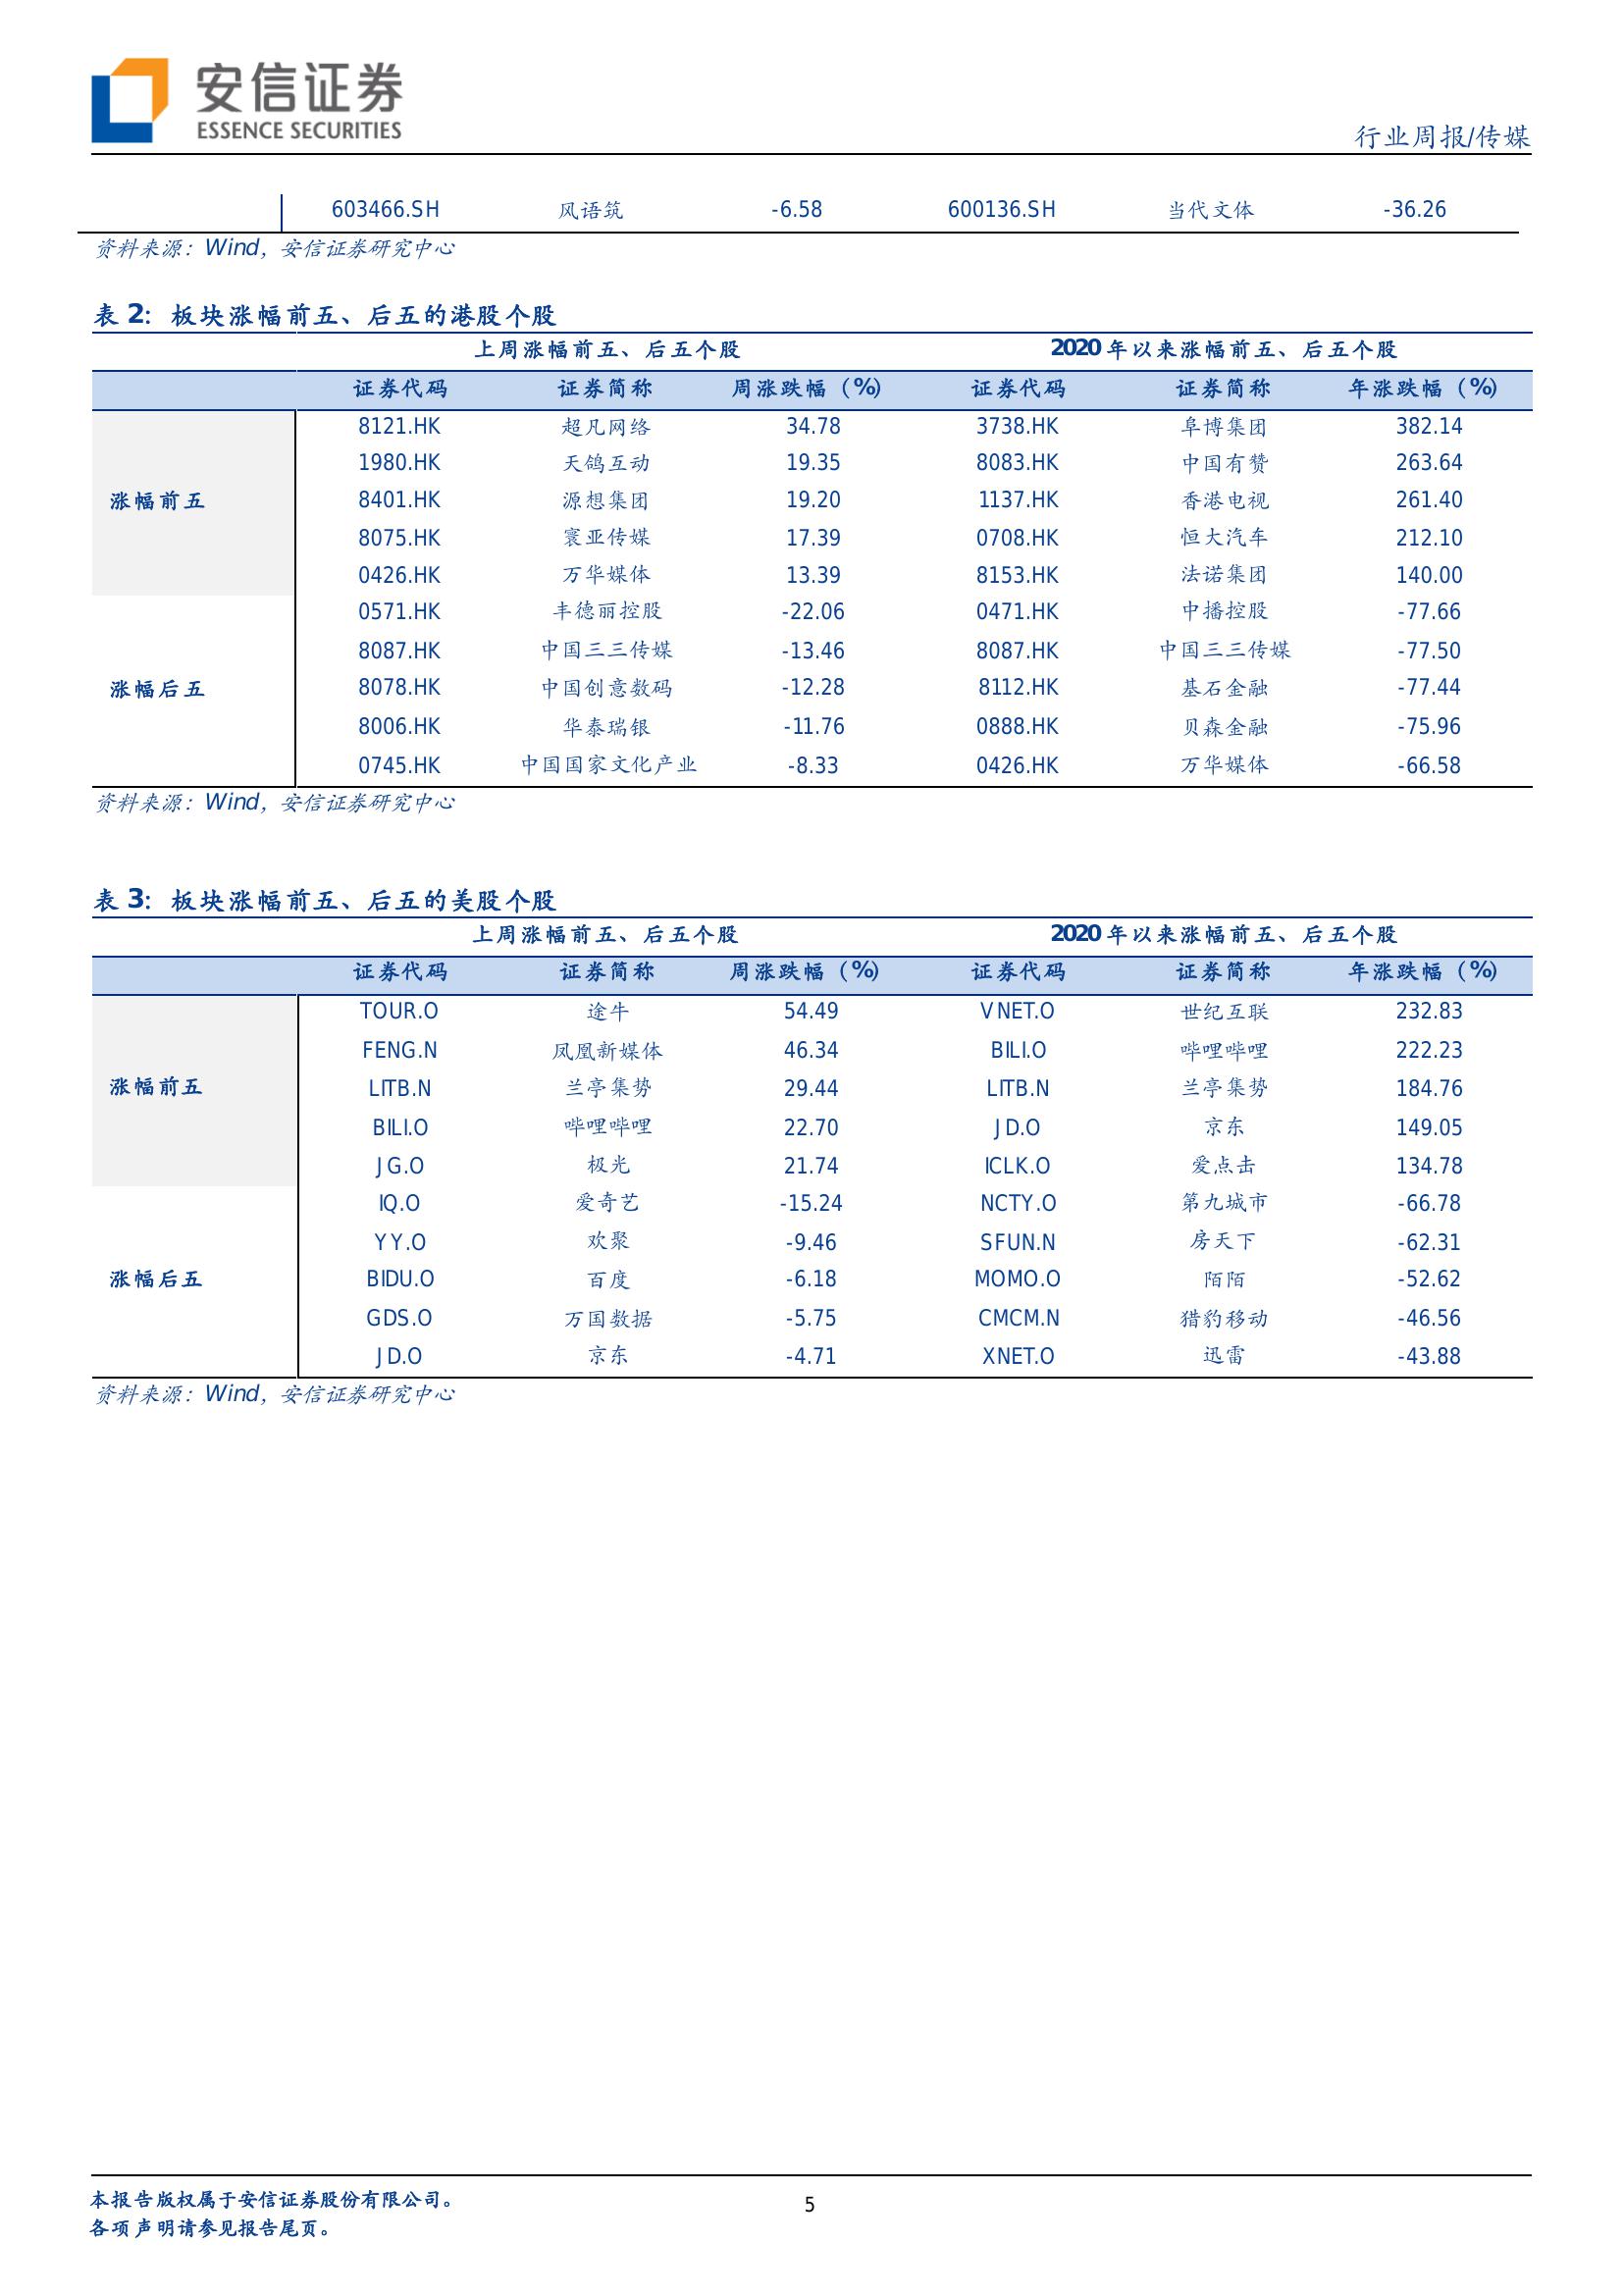 安信证券
ESSENCE SECURITIES
行业周报/传媒
603466.SH 风语筑 -6.58 600136.SH 当代文体 -36.26
资料来源：Wind，安信证券研究中心
表 2：板块涨幅前五、后五的港股个股
上周涨幅前五、后五个股 2020 年以来涨幅前五、后五个股
证券代码 证券简称 周涨跌幅（%） 证券代码 证券简称 年涨跌幅（%）
8121.HK 超凡网络 34.78 3738.HK 阜博集团 382.14
1980.HK 天鸽互动 19.35 8083.HK 中国有赞 263.64
涨幅前五 8401.HK 源想集团 19.20 1137.HK 香港电视 261.40
8075.HK 寰亚传媒 17.39 0708.HK 恒大汽车 212.10
0426.HK 万华媒体 13.39 8153.HK 法诺集团 140.00
0571.HK 丰德丽控股 -22.06 0471.HK 中播控股 -77.66
8087.HK 中国三三传媒 -13.46 8087.HK 中国三三传媒 -77.50
涨幅后五 8078.HK 中国创意数码 -12.28 8112.HK 基石金融 -77.44
8006.HK 华泰瑞银 -11.76 0888.HK 贝森金融 -75.96
0745.HK 中国国家文化产业 -8.33 0426.HK 万华媒体 -66.58
资料来源：Wind，安信证券研究中心
表 3：板块涨幅前五、后五的美股个股
上周涨幅前五、后五个股 2020 年以来涨幅前五、后五个股
证券代码 证券简称 周涨跌幅（%） 证券代码 证券简称 年涨跌幅（%）
TOUR.O 途牛 54.49 VNET.O 世纪互联 232.83
FENG.N 凤凰新媒体 46.34 BILI.O 哔哩哔哩 222.23
涨幅前五 LITB.N 兰亭集势 29.44 LITB.N 兰亭集势 184.76
BILI.O 哔哩哔哩 22.70 JD.O 京东 149.05
JG.O 极光 21.74 ICLK.O 爱点击 134.78
IQ.O 爱奇艺 -15.24 NCTY.O 第九城市 -66.78
YY.O 欢聚 -9.46 SFUN.N 房天下 -62.31
涨幅后五 BIDU.O 百度 -6.18 MOMO.O 陌陌 -52.62
GDS.O 万国数据 -5.75 CMCM.N 猎豹移动 -46.56
JD.O 京东 -4.71 XNET.O 迅雷 -43.88
资料来源：Wind，安信证券研究中心
本报告版权属于安信证券股份有限公司。
各项声明请参见报告尾页。
5